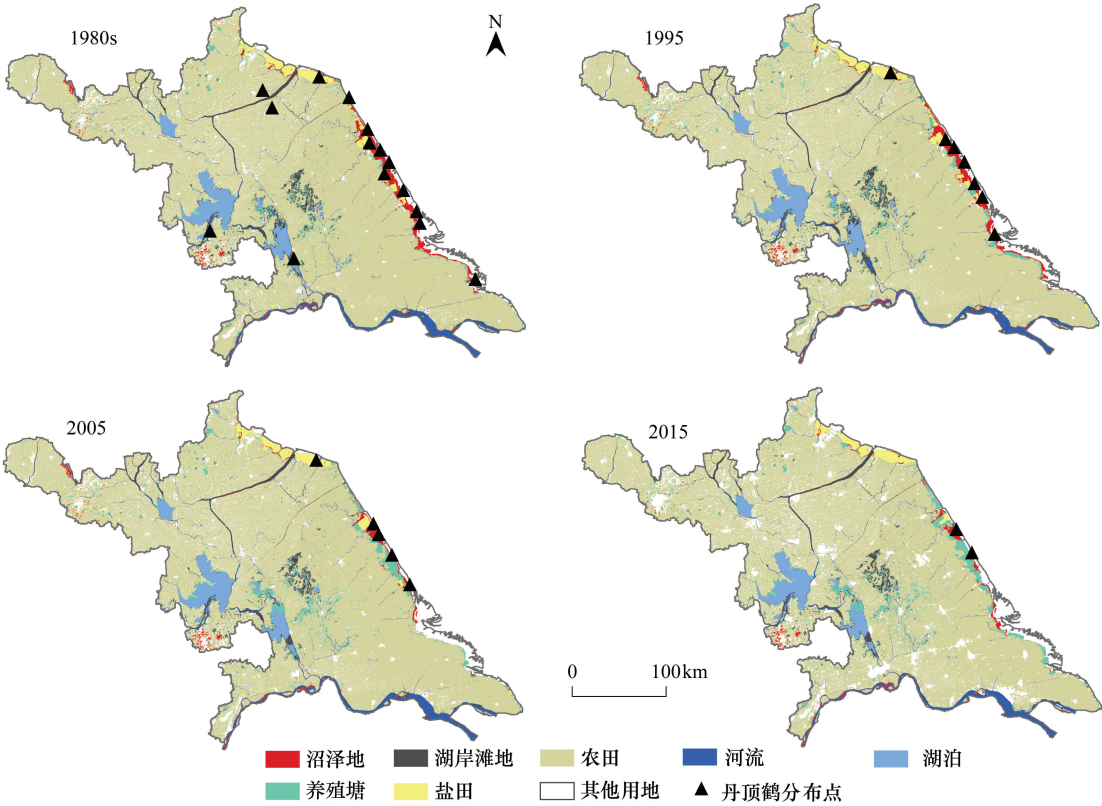 1980s
N
1995
2005
2015
0 100km
沼泽地 湖岸滩地 农田 河流 湖泊
养殖塘 盐田 其他用地 丹顶鹤分布点